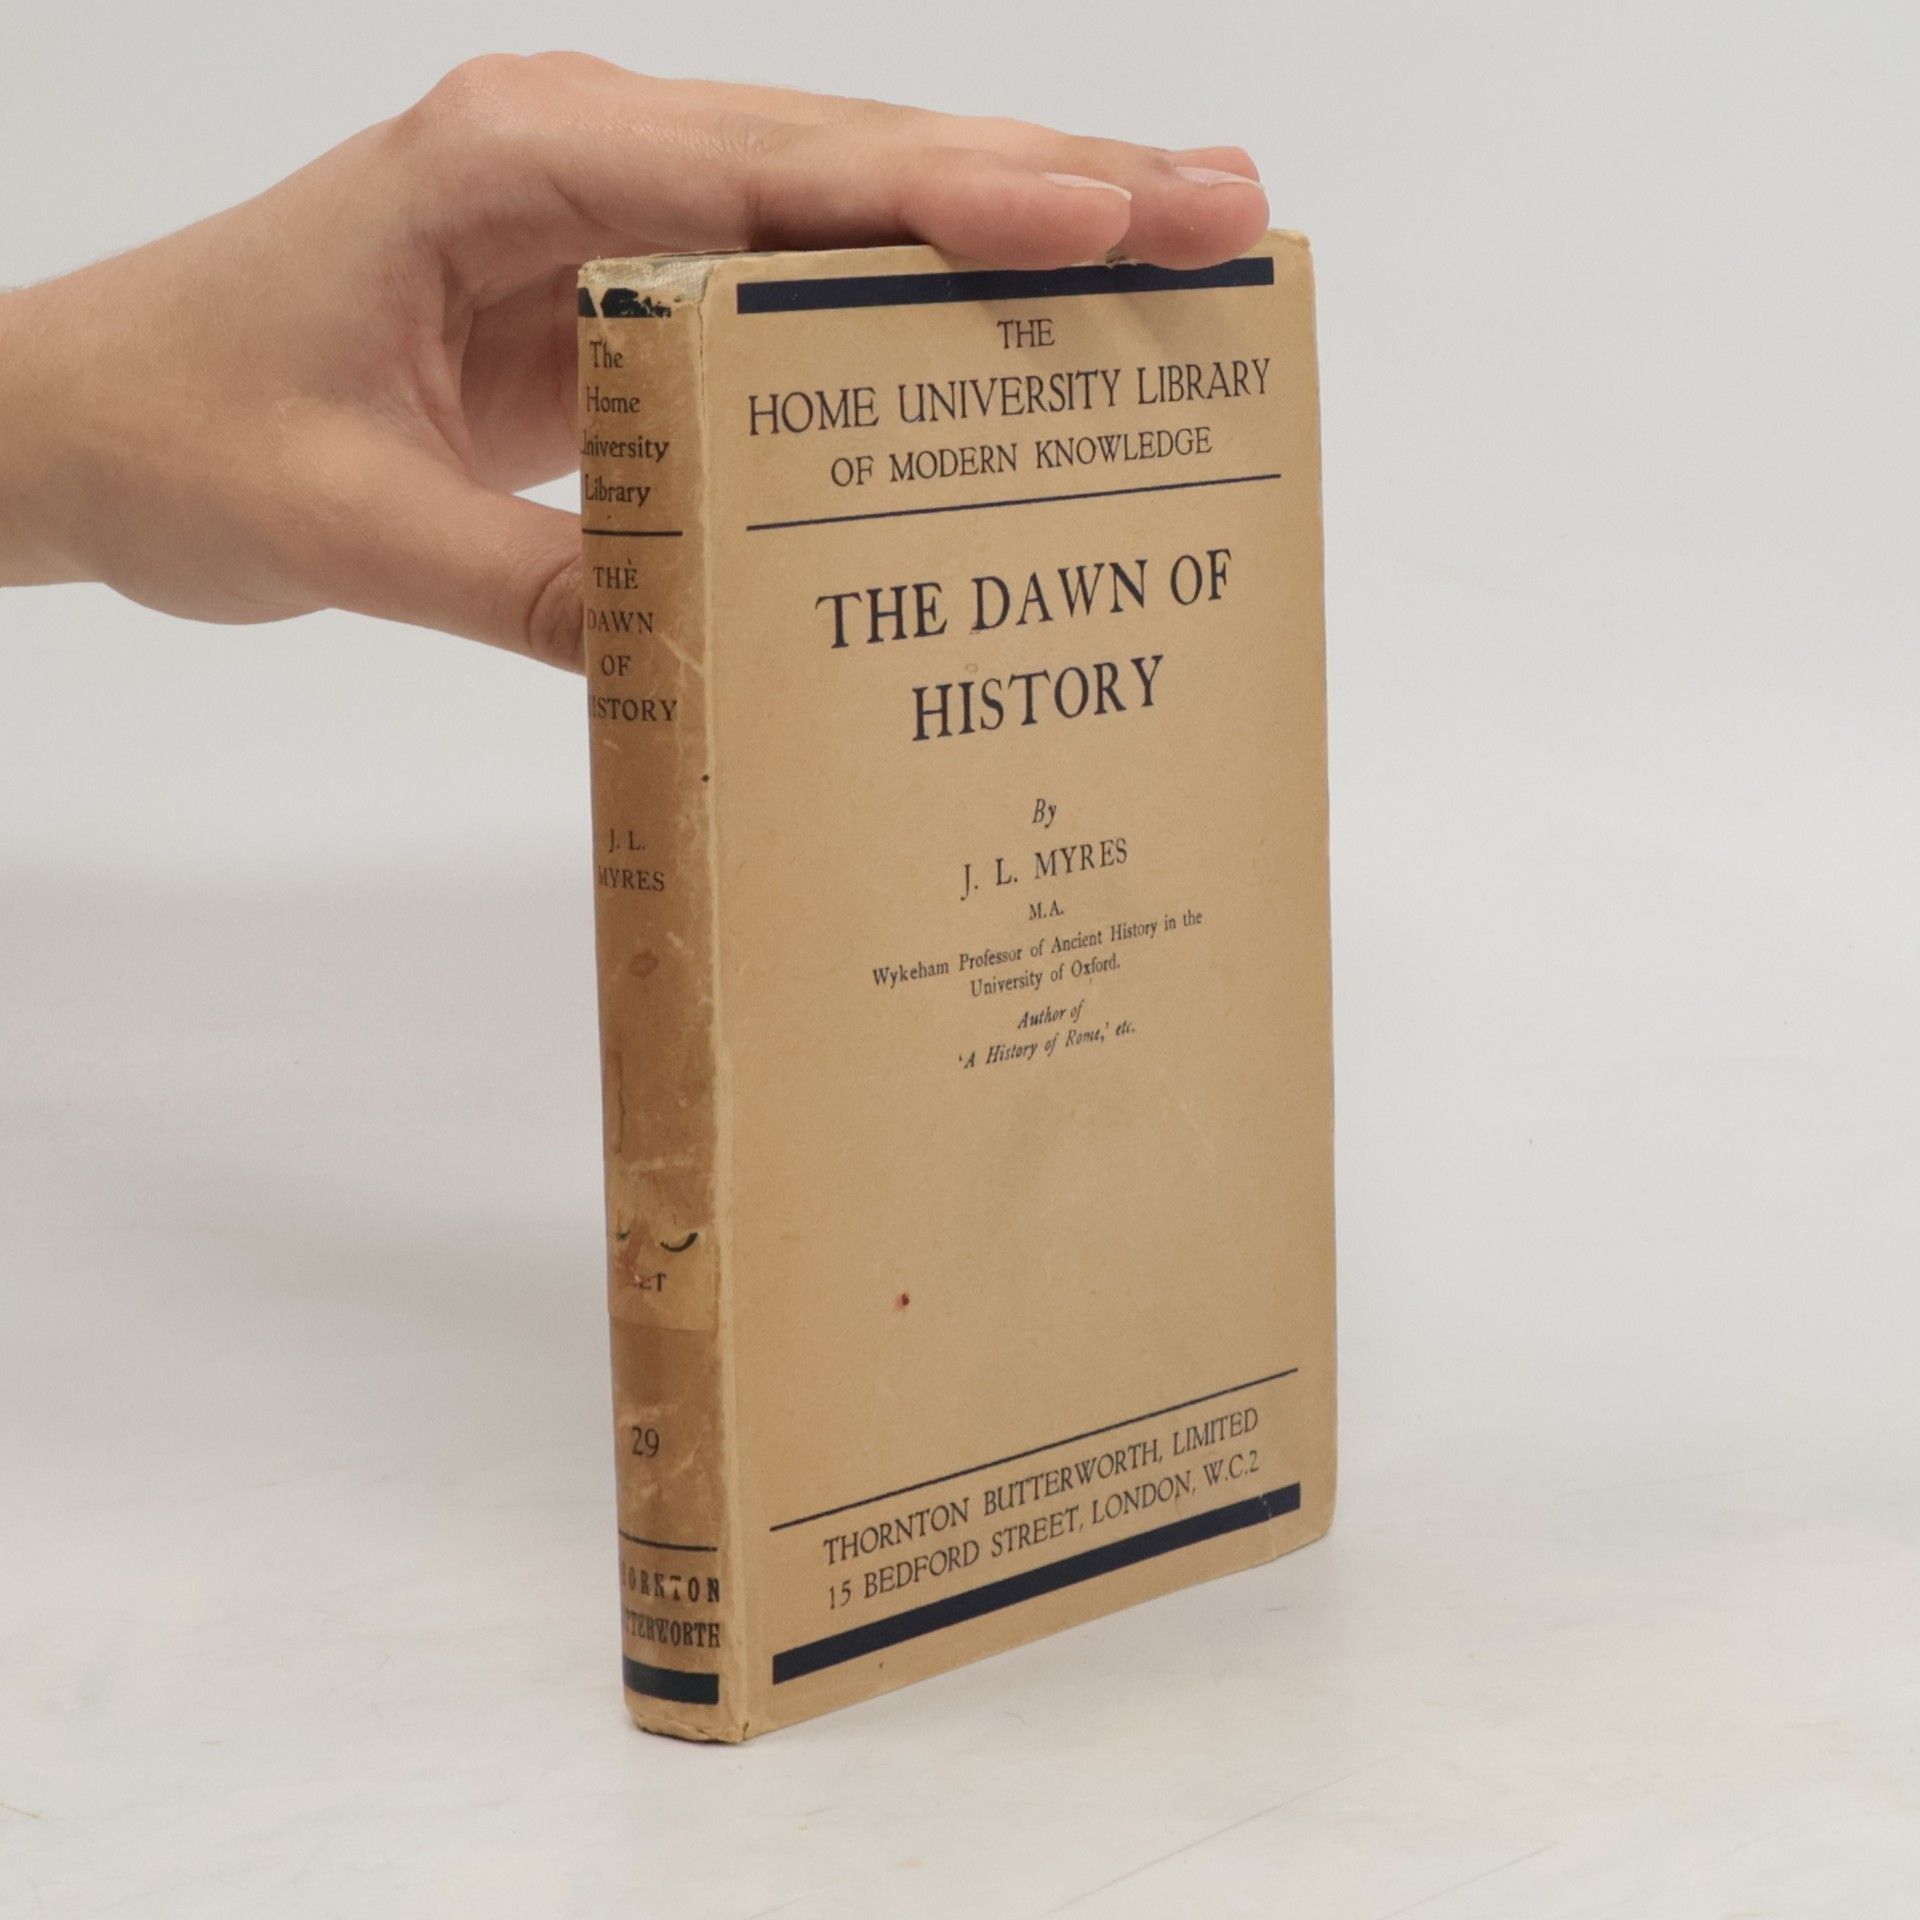 The
Home
University
Library
THE
DAWN
OF
HISTORY
J. L.
MYRES
29
THORNTON
BUTTERWORTH
THE
HOME UNIVERSITY LIBRARY
OF MODERN KNOWLEDGE
THE DAWN OF
HISTORY
By
J. L. MYRES
M.A.
Wykeham Professor of Ancient History in the
University of Oxford.
Author of
'A History of Rome,' etc.
THORNTON BUTTERWORTH, LIMITED
15 BEDFORD STREET, LONDON, W.C.2